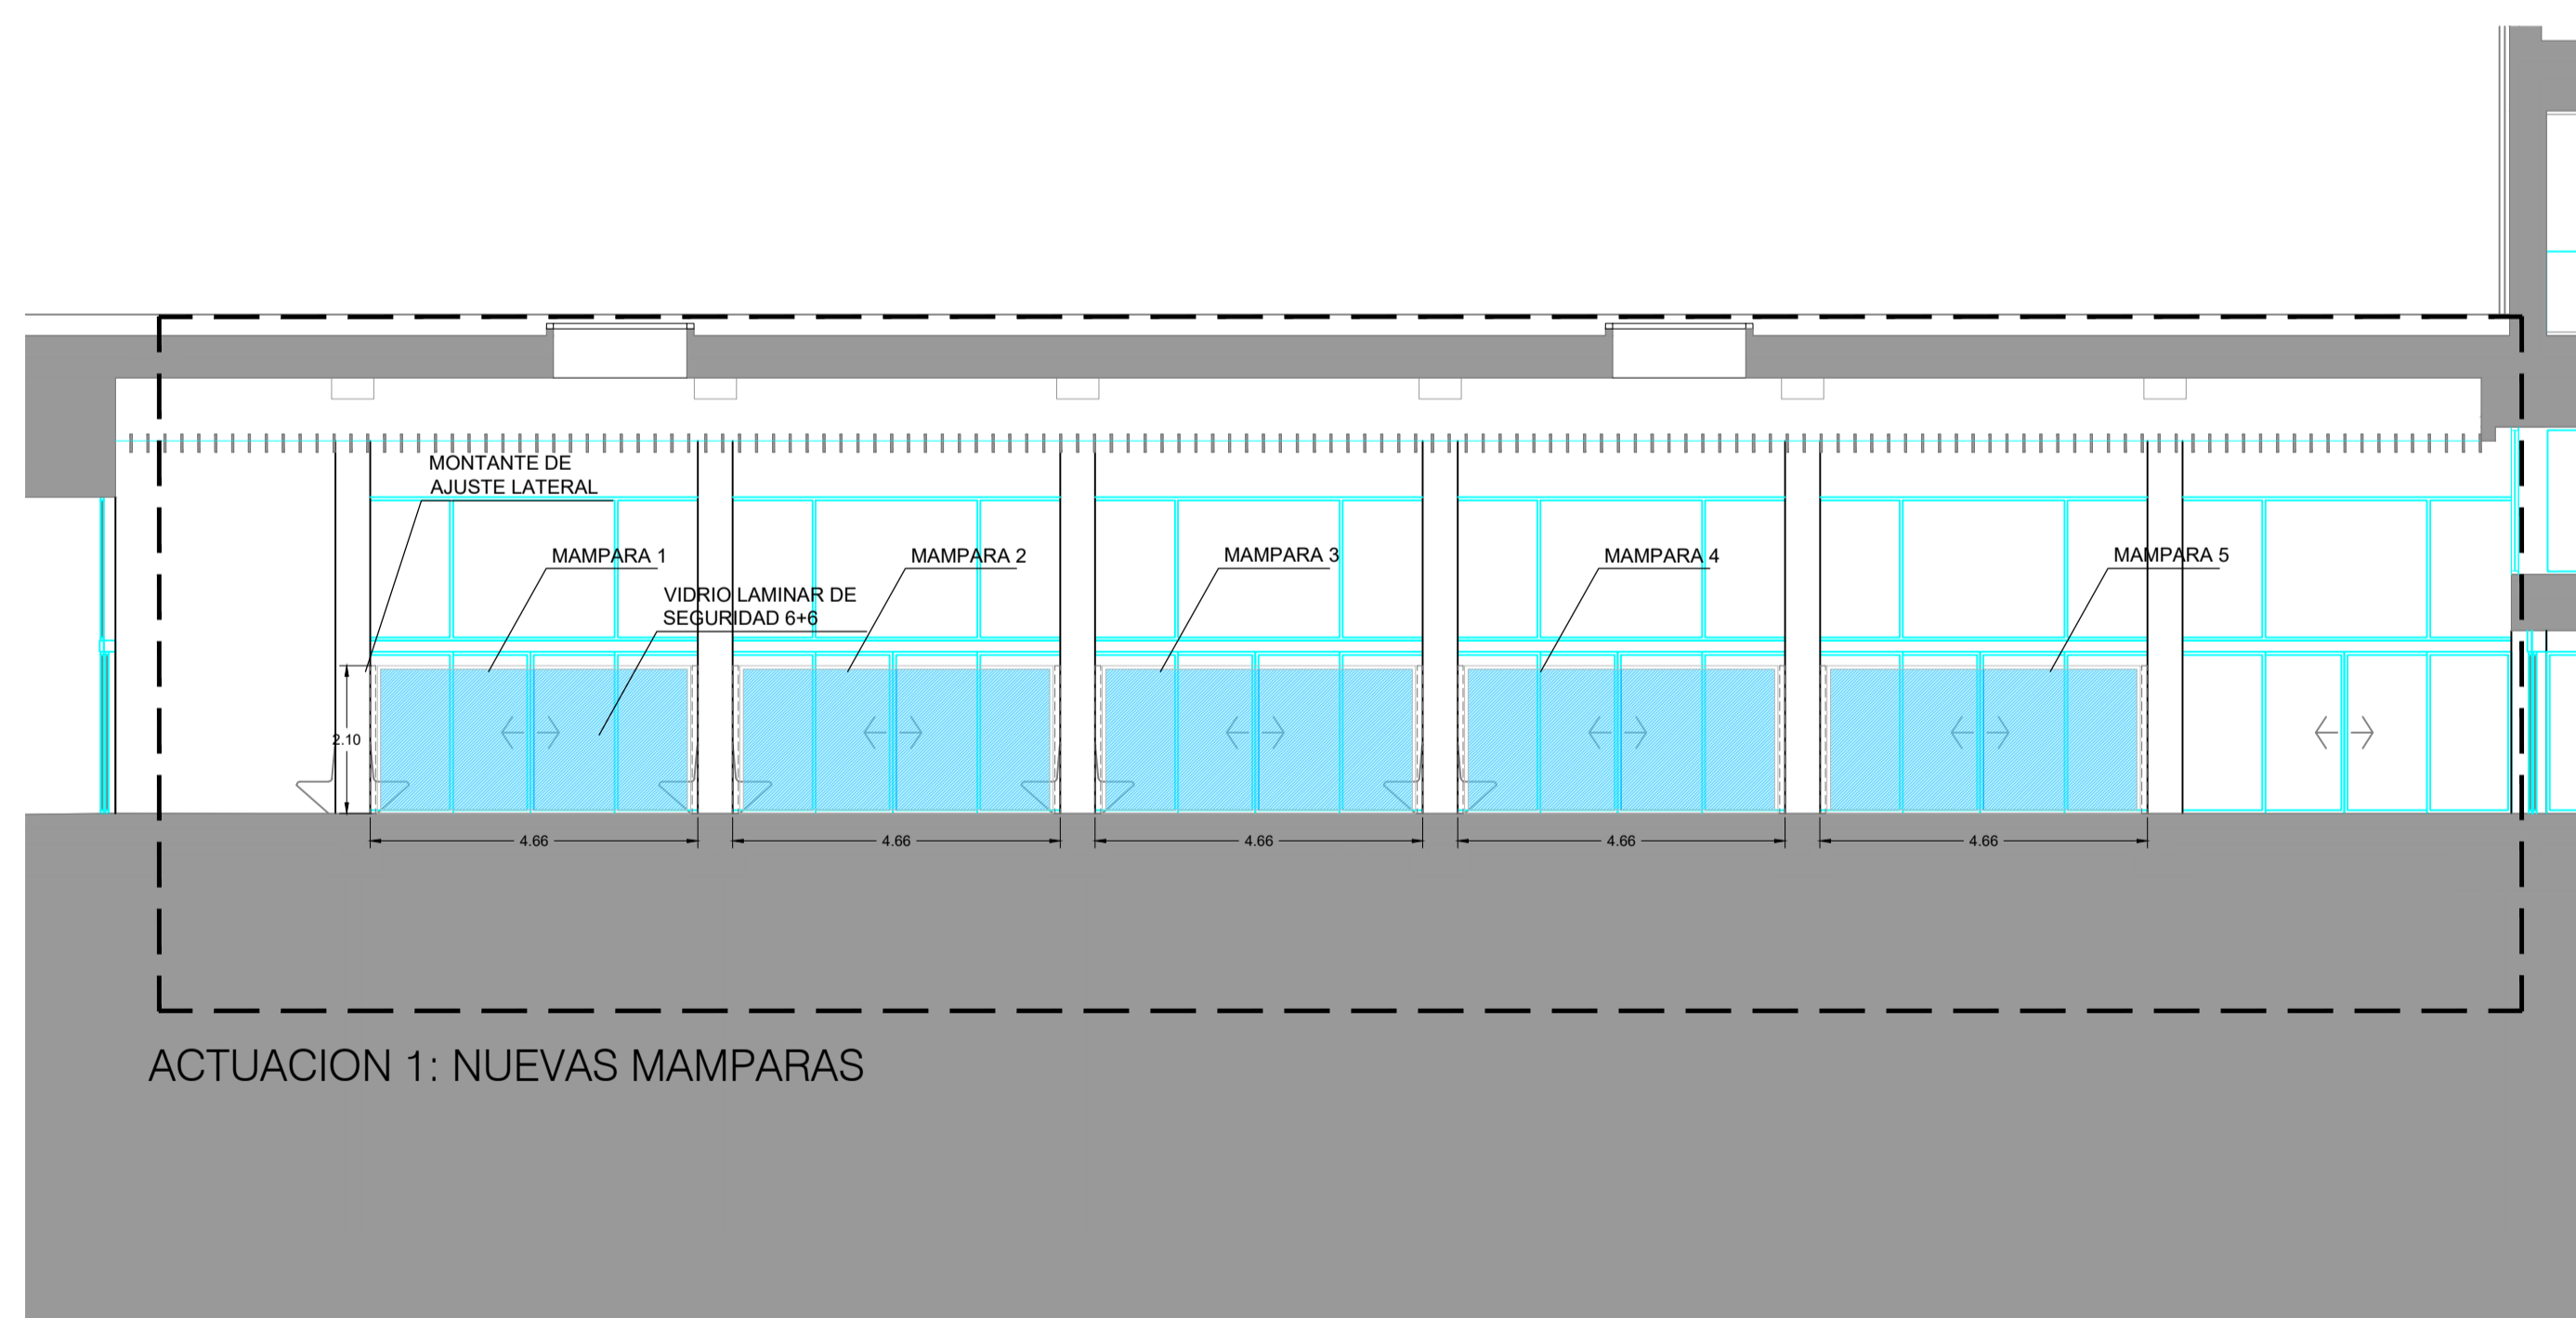 MONTANTE DE
AJUSTE LATERAL
MAMPARA 1
MAMPARA 2
MAMPARA 3
MAMPARA 4
MAMPARA 5
VIDRIO LAMINAR DE
SEGURIDAD 6+6
2.10
4.66
4.66
4.66
4.66
4.66
ACTUACION 1: NUEVAS MAMPARAS